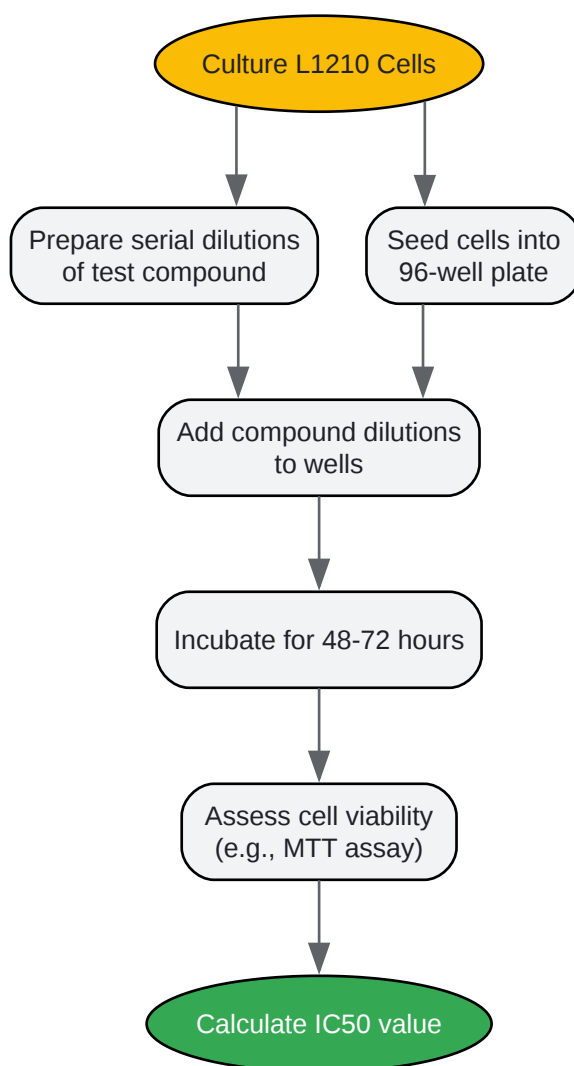 Culture L1210 Cells
Prepare serial dilutions
of test compound
Seed cells into
96-well plate
Add compound dilutions
to wells
Incubate for 48-72 hours
Assess cell viability
(e.g., MTT assay)
Calculate IC50 value